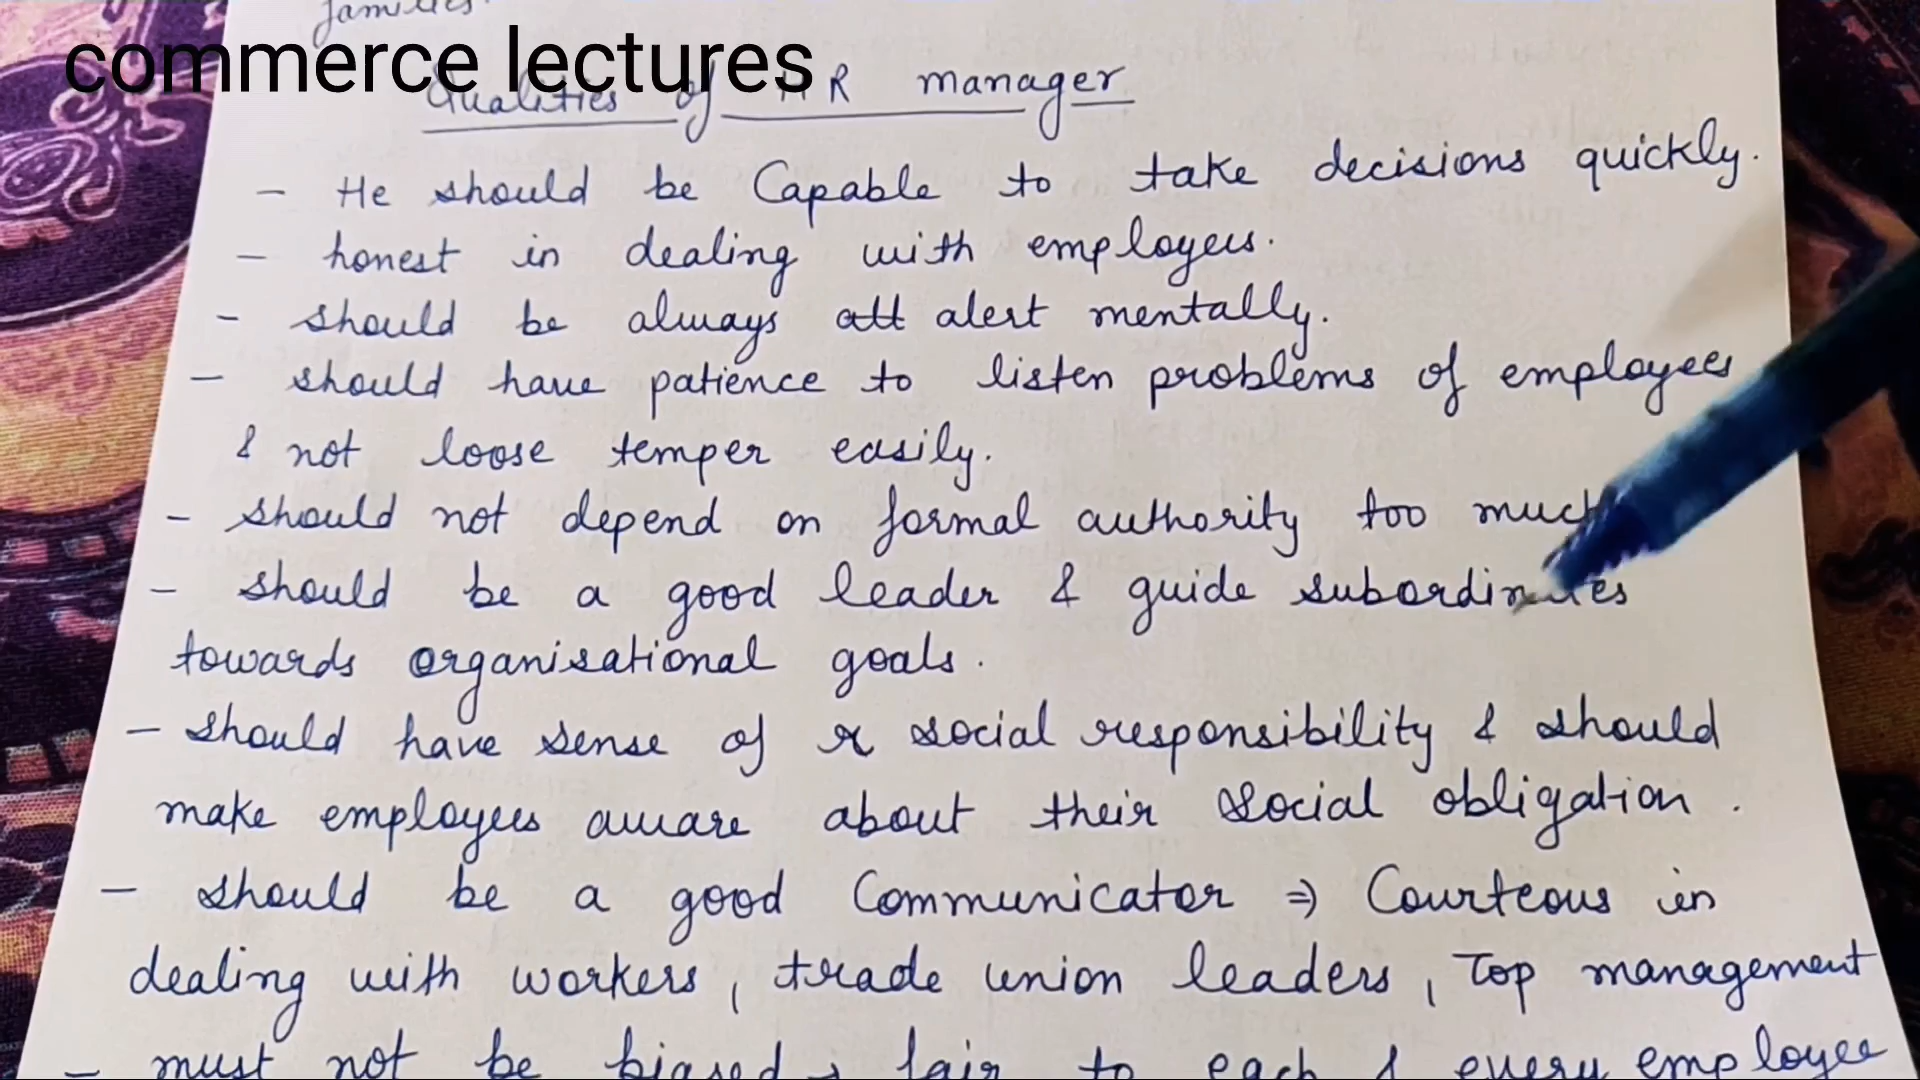 families
commerce lectures
Qualities of HR manager
- He should be Capable to take decisions quickly.
- honest in dealing with employees.
- should be always att alert mentally.
- should have patience to listen problems of employees
& not loose temper easily.
- should not depend on formal authority too much
- should be a good leader & guide subordinates
towards organisational goals.
- should have sense of r social responsibility & should
make employees aware about their social obligation.
- should be a good Communicator ⇒ Courteous in
dealing with workers, trade union leaders, Top management
- must not be biased → fair to each & every employee